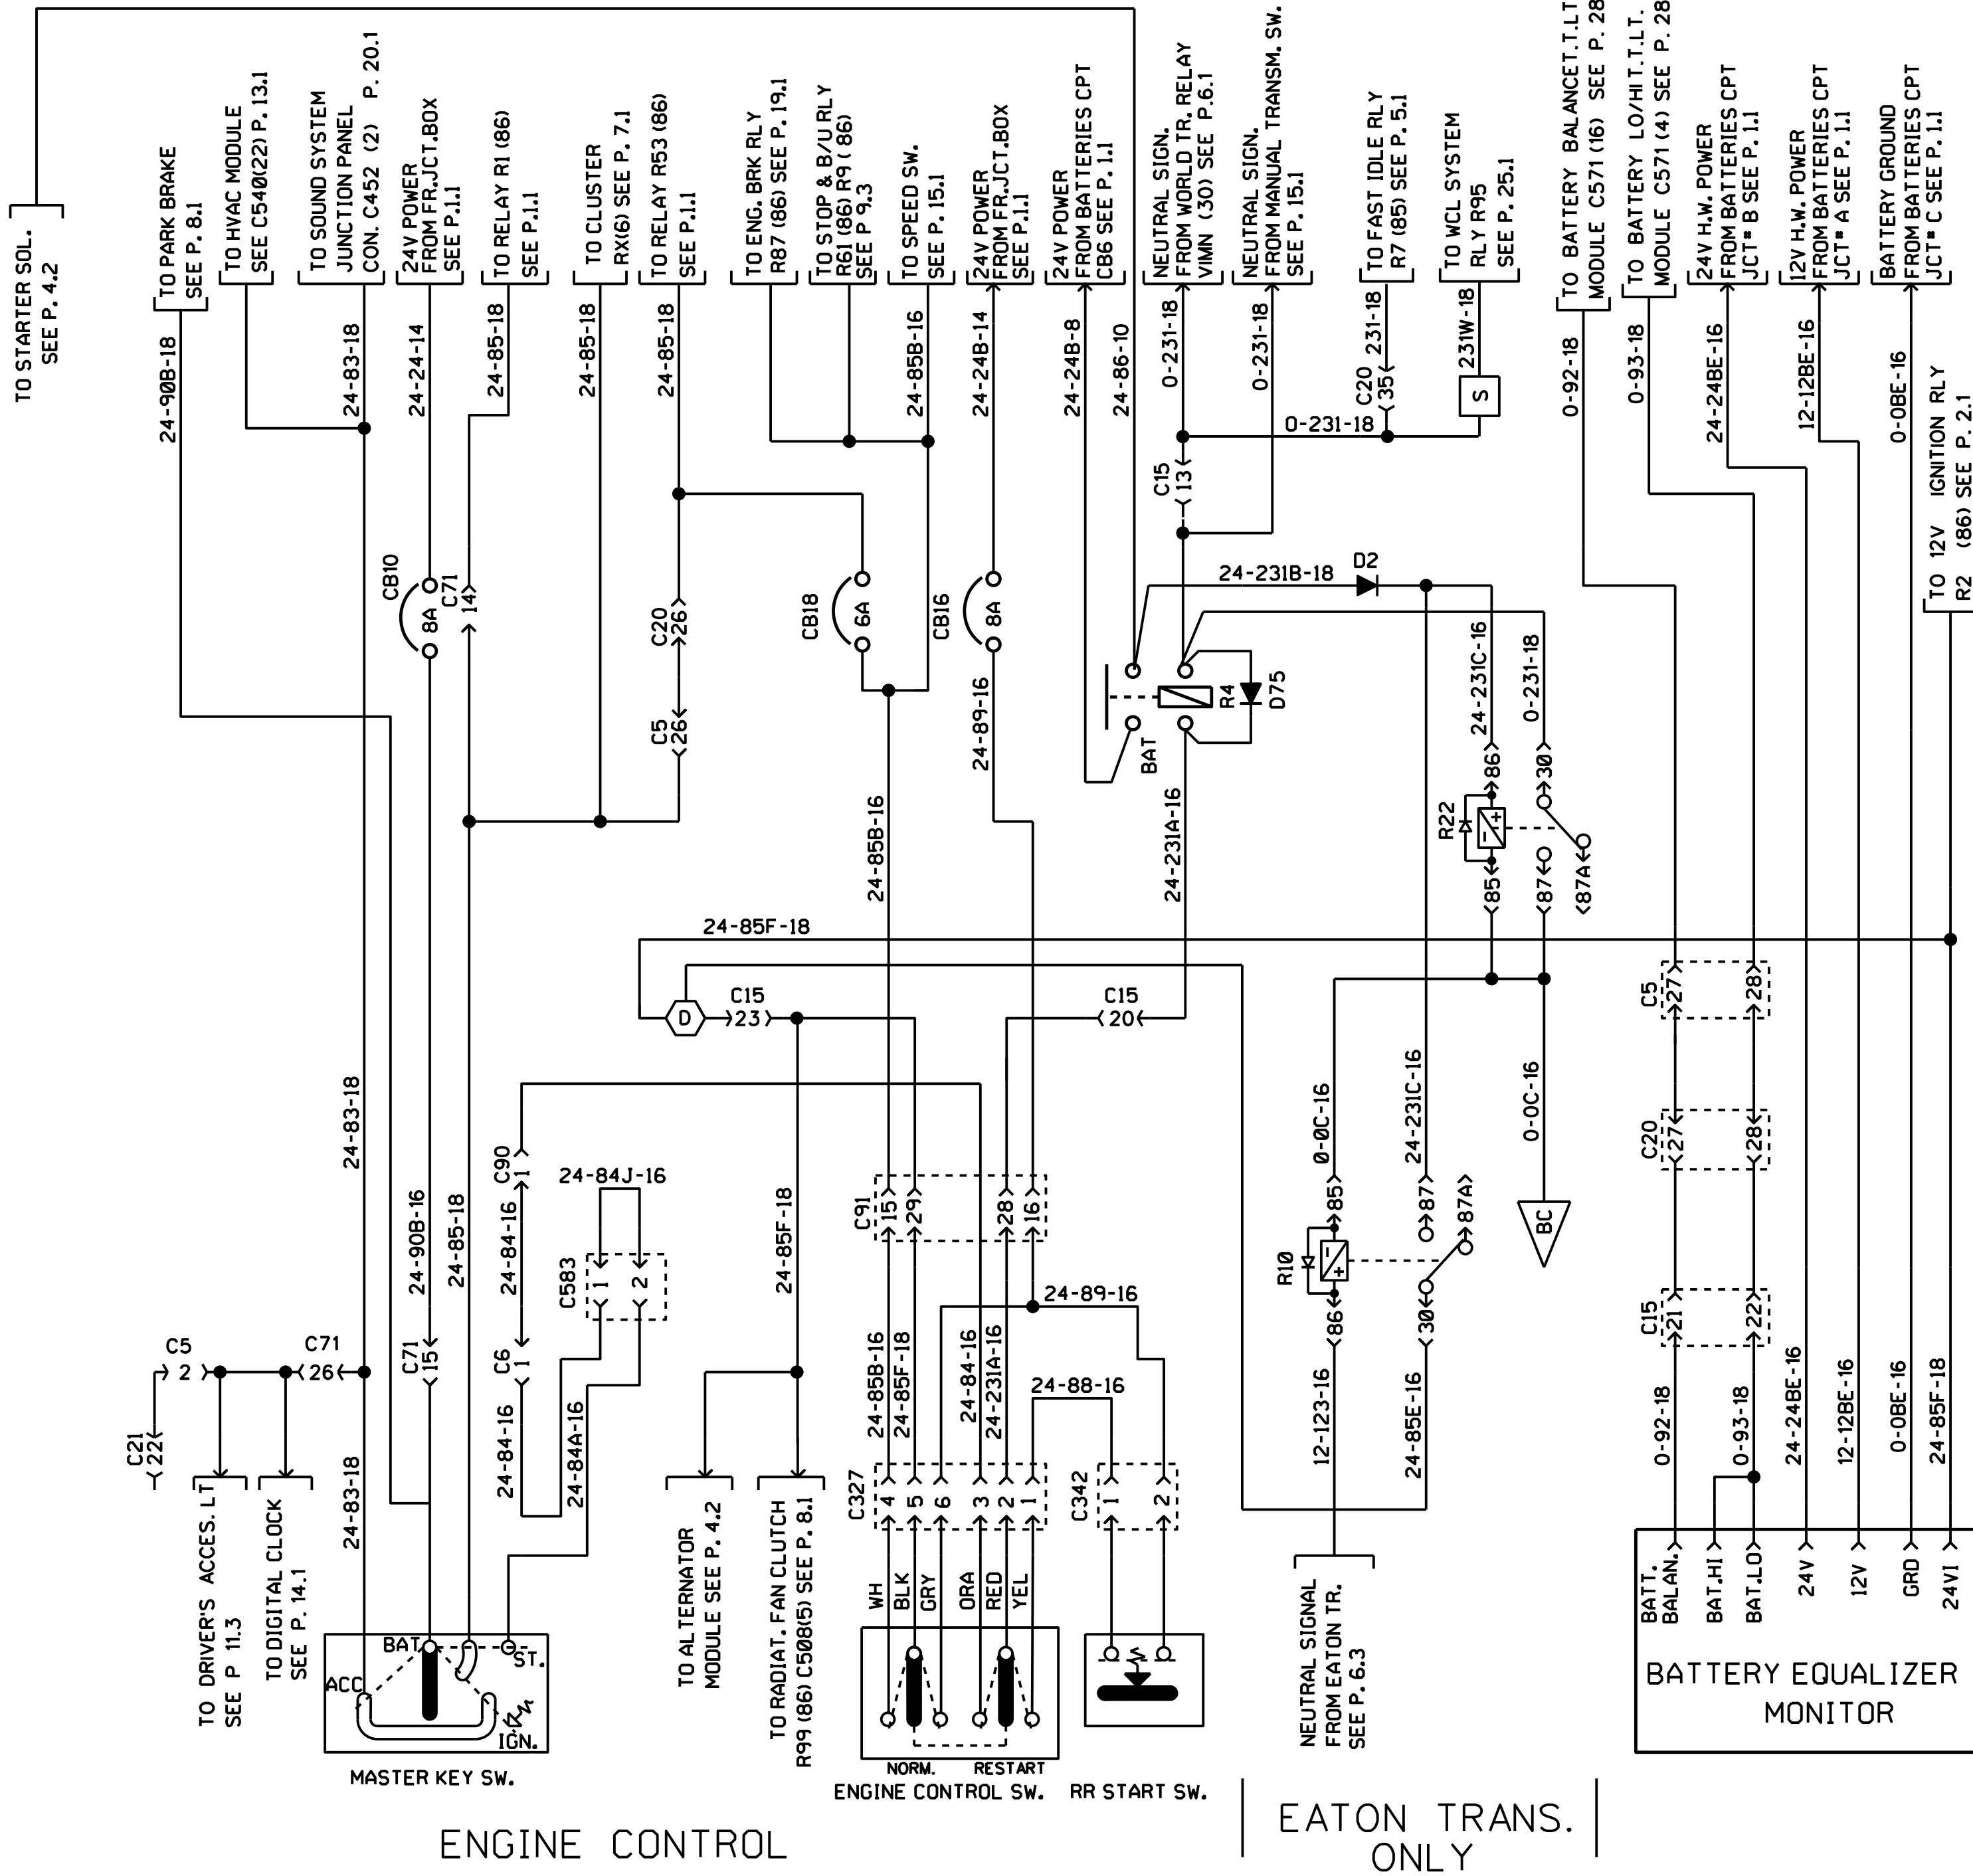 TO STARTER SOL.
SEE P. 4.2
TO PARK BRAKE
SEE P. 8.1
TO HVAC MODULE
SEE C540(22) P. 13.1
TO SOUND SYSTEM
JUNCTION PANEL
CON. C452 (2) P. 20.1
24V POWER
FROM FR.JCT.BOX
SEE P.1.1
TO RELAY R1 (86)
SEE P.1.1
TO CLUSTER
RX(6) SEE P. 7.1
TO RELAY R53 (86)
SEE P.1.1
TO ENG. BRK RLY
R87 (86) SEE P. 19.1
TO STOP & B/U RLY
R61 (86) R9 ( 86)
SEE P 9.3
TO SPEED SW.
SEE P. 15.1
24V POWER
FROM FR.JCT.BOX
SEE P.1.1
24V POWER
FROM BATTERIES CPT
CB6 SEE P. 1.1
NEUTRAL SIGN.
FROM WORLD TR. RELAY
VIMN (30) SEE P.6.1
NEUTRAL SIGN.
FROM MANUAL TRANSM. SW.
SEE P. 15.1
TO FAST IDLE RLY
R7 (85) SEE P. 5.1
TO WCL SYSTEM
RLY R95
SEE P. 25.1
TO BATTERY BALANCET.T.LT
MODULE C571 (16) SEE P. 28
TO BATTERY LO/HI T.T.LT.
MODULE C571 (4) SEE P. 28
24V H.W. POWER
FROM BATTERIES CPT
JCT# B SEE P. 1.1
12V H.W. POWER
FROM BATTERIES CPT
JCT# A SEE P. 1.1
BATTERY GROUND
FROM BATTERIES CPT
JCT# C SEE P. 1.1
TO 12V IGNITION RLY
R2 (86) SEE P. 2.1
24-90B-18
24-83-18
24-24-14
24-85-18
24-85-18
24-85-18
24-85B-16
24-24B-14
24-24B-8
24-86-10
0-231-18
0-231-18
C20
35
231-18
231W-18
S
0-231-18
0-92-18
0-93-18
24-24BE-16
12-12BE-16
0-0BE-16
C15
13
CB10
8A
C71
14
C20
26
CB18
6A
CB16
8A
24-231B-18
D2
C5
26
24-89-16
R4
D75
BAT
24-231C-16
0-231-18
86
30
R22
85
87
87A
24-85B-16
24-231A-16
24-85F-18
D
C15
23
C15
20
C5
27
28
24-83-18
C90
1
24-84J-16
0-0C-16
24-231C-16
0-0C-16
C20
27
28
24-90B-16
24-85-18
24-84-16
C583
1
2
24-85F-18
C91
15
29
28
16
85
87
87A
BC
R10
86
30
C15
21
22
24-89-16
C5
2
C71
26
C71
15
C6
1
24-85B-16
24-85F-18
24-84-16
24-231A-16
24-88-16
C21
22
24-83-18
24-84-16
24-84A-16
12-123-16
24-85E-16
0-92-18
0-93-18
24-24BE-16
12-12BE-16
0-0BE-16
24-85F-18
C327
4
5
6
3
2
1
C342
1
2
TO DRIVER'S ACCES. LT
SEE P 11.3
TO DIGITAL CLOCK
SEE P. 14.1
TO ALTERNATOR
MODULE SEE P. 4.2
TO RADIAT. FAN CLUTCH
R99 (86) C508(5) SEE P. 8.1
WH
BLK
GRY
ORA
RED
YEL
NEUTRAL SIGNAL
FROM EATON TR.
SEE P. 6.3
BATT.
BALAN.
BAT.HI
BAT.LO
24V
12V
GRD
24VI
BAT.
ST.
ACC
IGN.
MASTER KEY SW.
NORM.
RESTART
ENGINE CONTROL SW.
RR START SW.
BATTERY EQUALIZER
MONITOR
ENGINE CONTROL
EATON TRANS.
ONLY